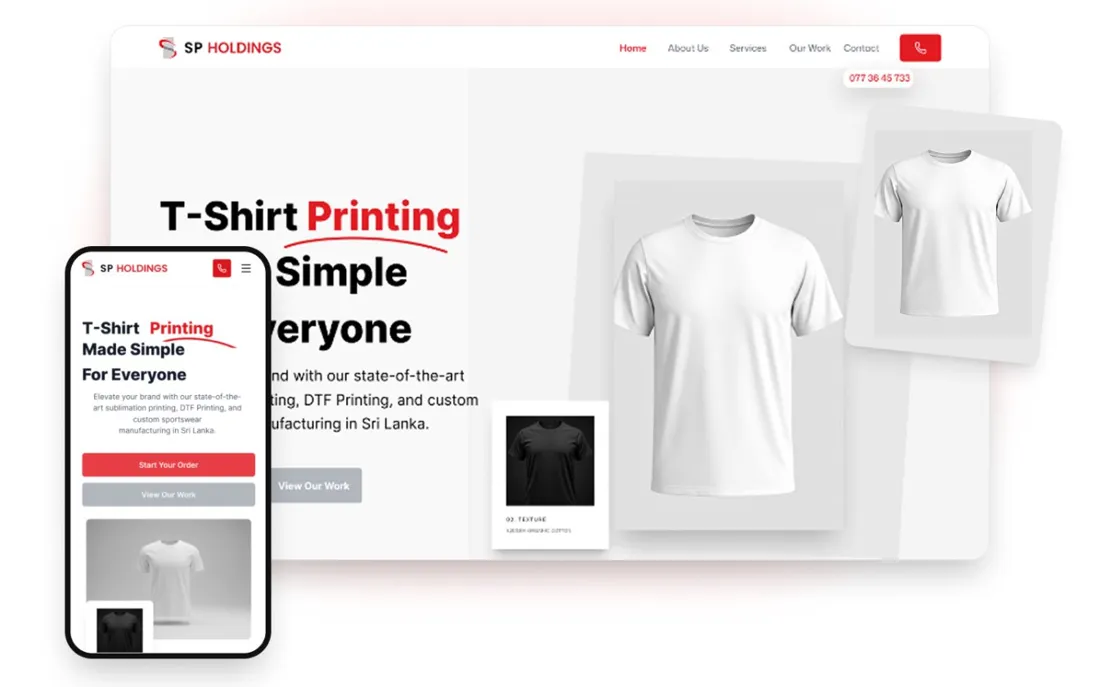 SP HOLDINGS
Home About Us Services Our Work Contact
077 36 45 733
T-Shirt Printing
Simple
veryone
nd with our state-of-the-art
ting, DTF Printing, and custom
ufacturing in Sri Lanka.
View Our Work
02. TEXTURE
SP HOLDINGS
T-Shirt Printing
Made Simple
For Everyone
Elevate your brand with our state-of-the-
art sublimation printing, DTF Printing, and
custom sportswear
manufacturing in Sri Lanka.
Start Your Order
View Our Work